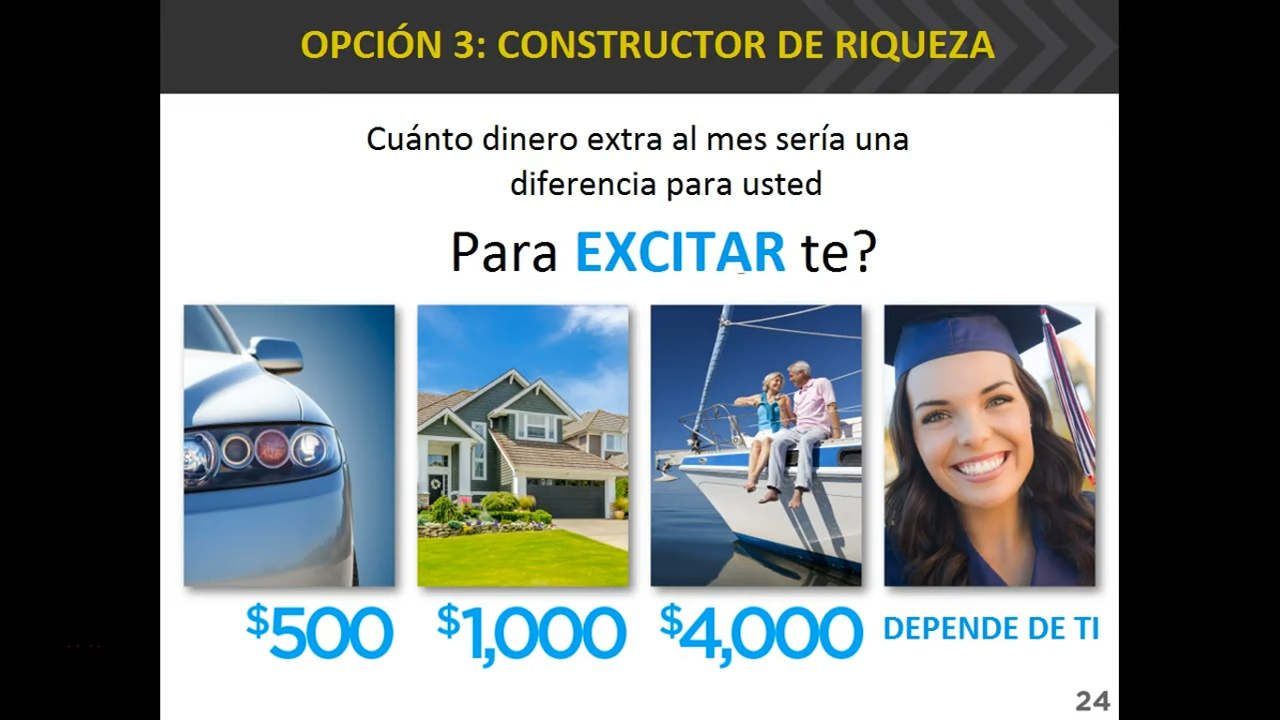 OPCIÓN 3: CONSTRUCTOR DE RIQUEZA
Cuánto dinero extra al mes sería una
diferencia para usted
Para EXCITAR te?
$500 $1,000 $4,000 DEPENDE DE TI
24